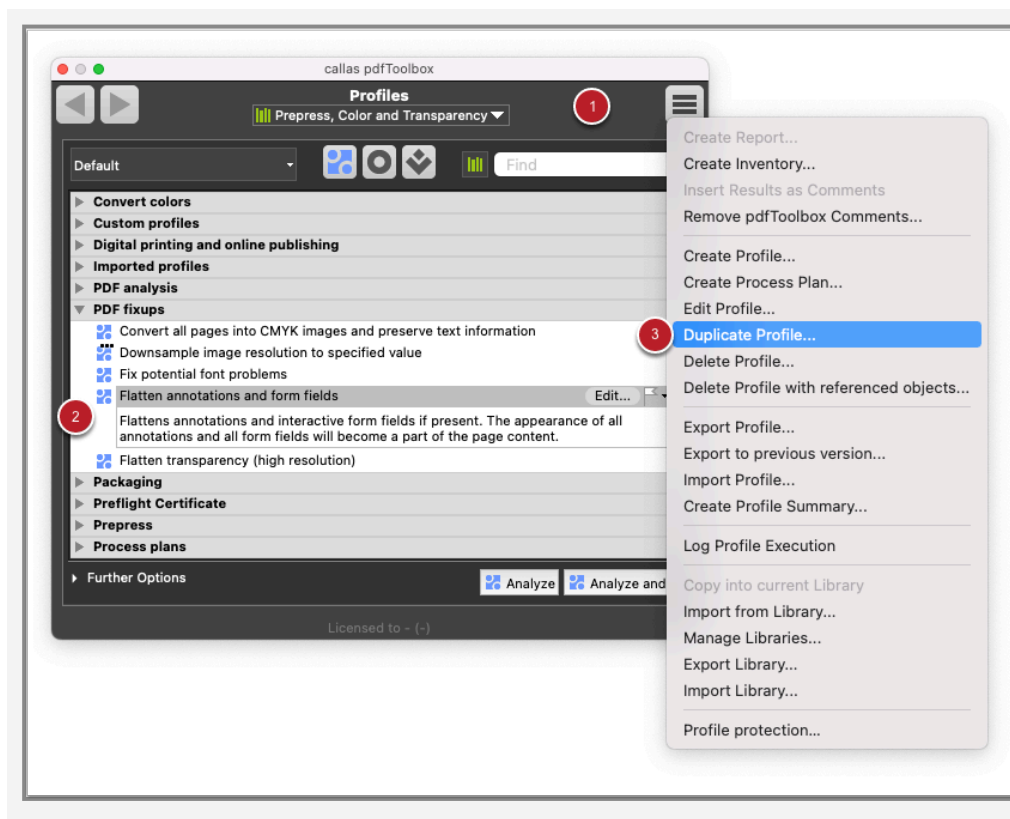 callas pdfToolbox
Profiles
Prepress, Color and Transparency
1
Default
Find
Convert colors
Custom profiles
Digital printing and online publishing
Imported profiles
PDF analysis
PDF fixups
Convert all pages into CMYK images and preserve text information
Downsample image resolution to specified value
Fix potential font problems
Flatten annotations and form fields
Edit...
2
Flattens annotations and interactive form fields if present. The appearance of all
annotations and all form fields will become a part of the page content.
Flatten transparency (high resolution)
Packaging
Preflight Certificate
Prepress
Process plans
Further Options
Analyze
Analyze and
Licensed to - (-)
Create Report...
Create Inventory...
Insert Results as Comments
Remove pdfToolbox Comments...
Create Profile...
Create Process Plan...
Edit Profile...
3
Duplicate Profile...
Delete Profile...
Delete Profile with referenced objects...
Export Profile...
Export to previous version...
Import Profile...
Create Profile Summary...
Log Profile Execution
Copy into current Library
Import from Library...
Manage Libraries...
Export Library...
Import Library...
Profile protection...